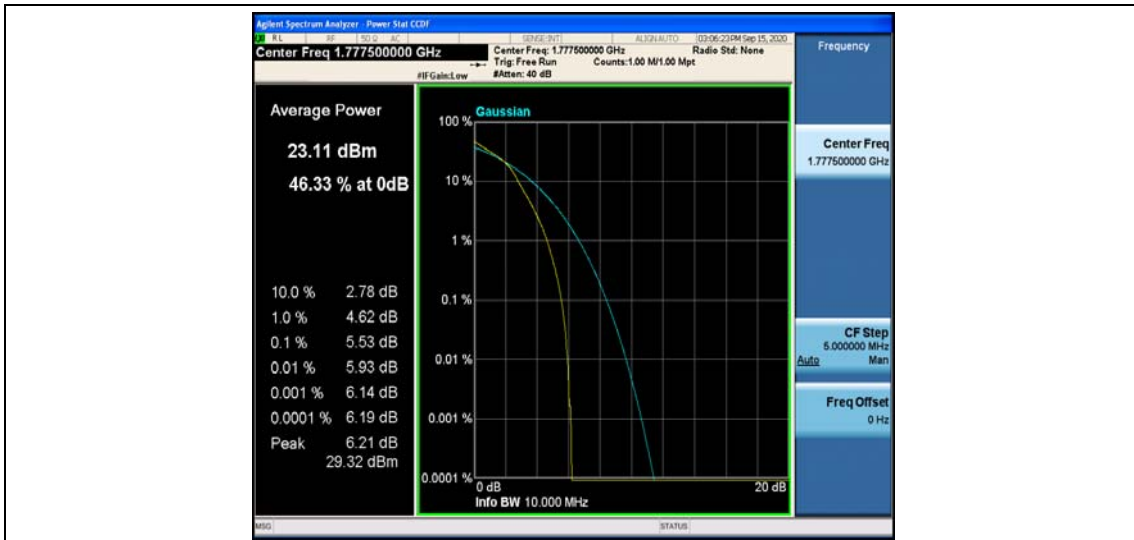 Agilent Spectrum Analyzer - Power Stat CCDF
RL RF 50 Ω AC SENSE:INT ALIGN AUTO 03:06:23 PM Sep 15, 2020
Center Freq 1.777500000 GHz
Center Freq: 1.777500000 GHz Radio Std: None
Trig: Free Run Counts:1.00 M/1.00 Mpt
#IFGain:Low #Atten: 40 dB
Frequency
Average Power
23.11 dBm
46.33 % at 0dB
10.0 % 2.78 dB
1.0 % 4.62 dB
0.1 % 5.53 dB
0.01 % 5.93 dB
0.001 % 6.14 dB
0.0001 % 6.19 dB
Peak 6.21 dB
29.32 dBm
Gaussian
100 %
10 %
1 %
0.1 %
0.01 %
0.001 %
0.0001 %
0 dB 20 dB
Info BW 10.000 MHz
Center Freq
1.777500000 GHz
CF Step
5.000000 MHz
Auto Man
Freq Offset
0 Hz
MSG STATUS